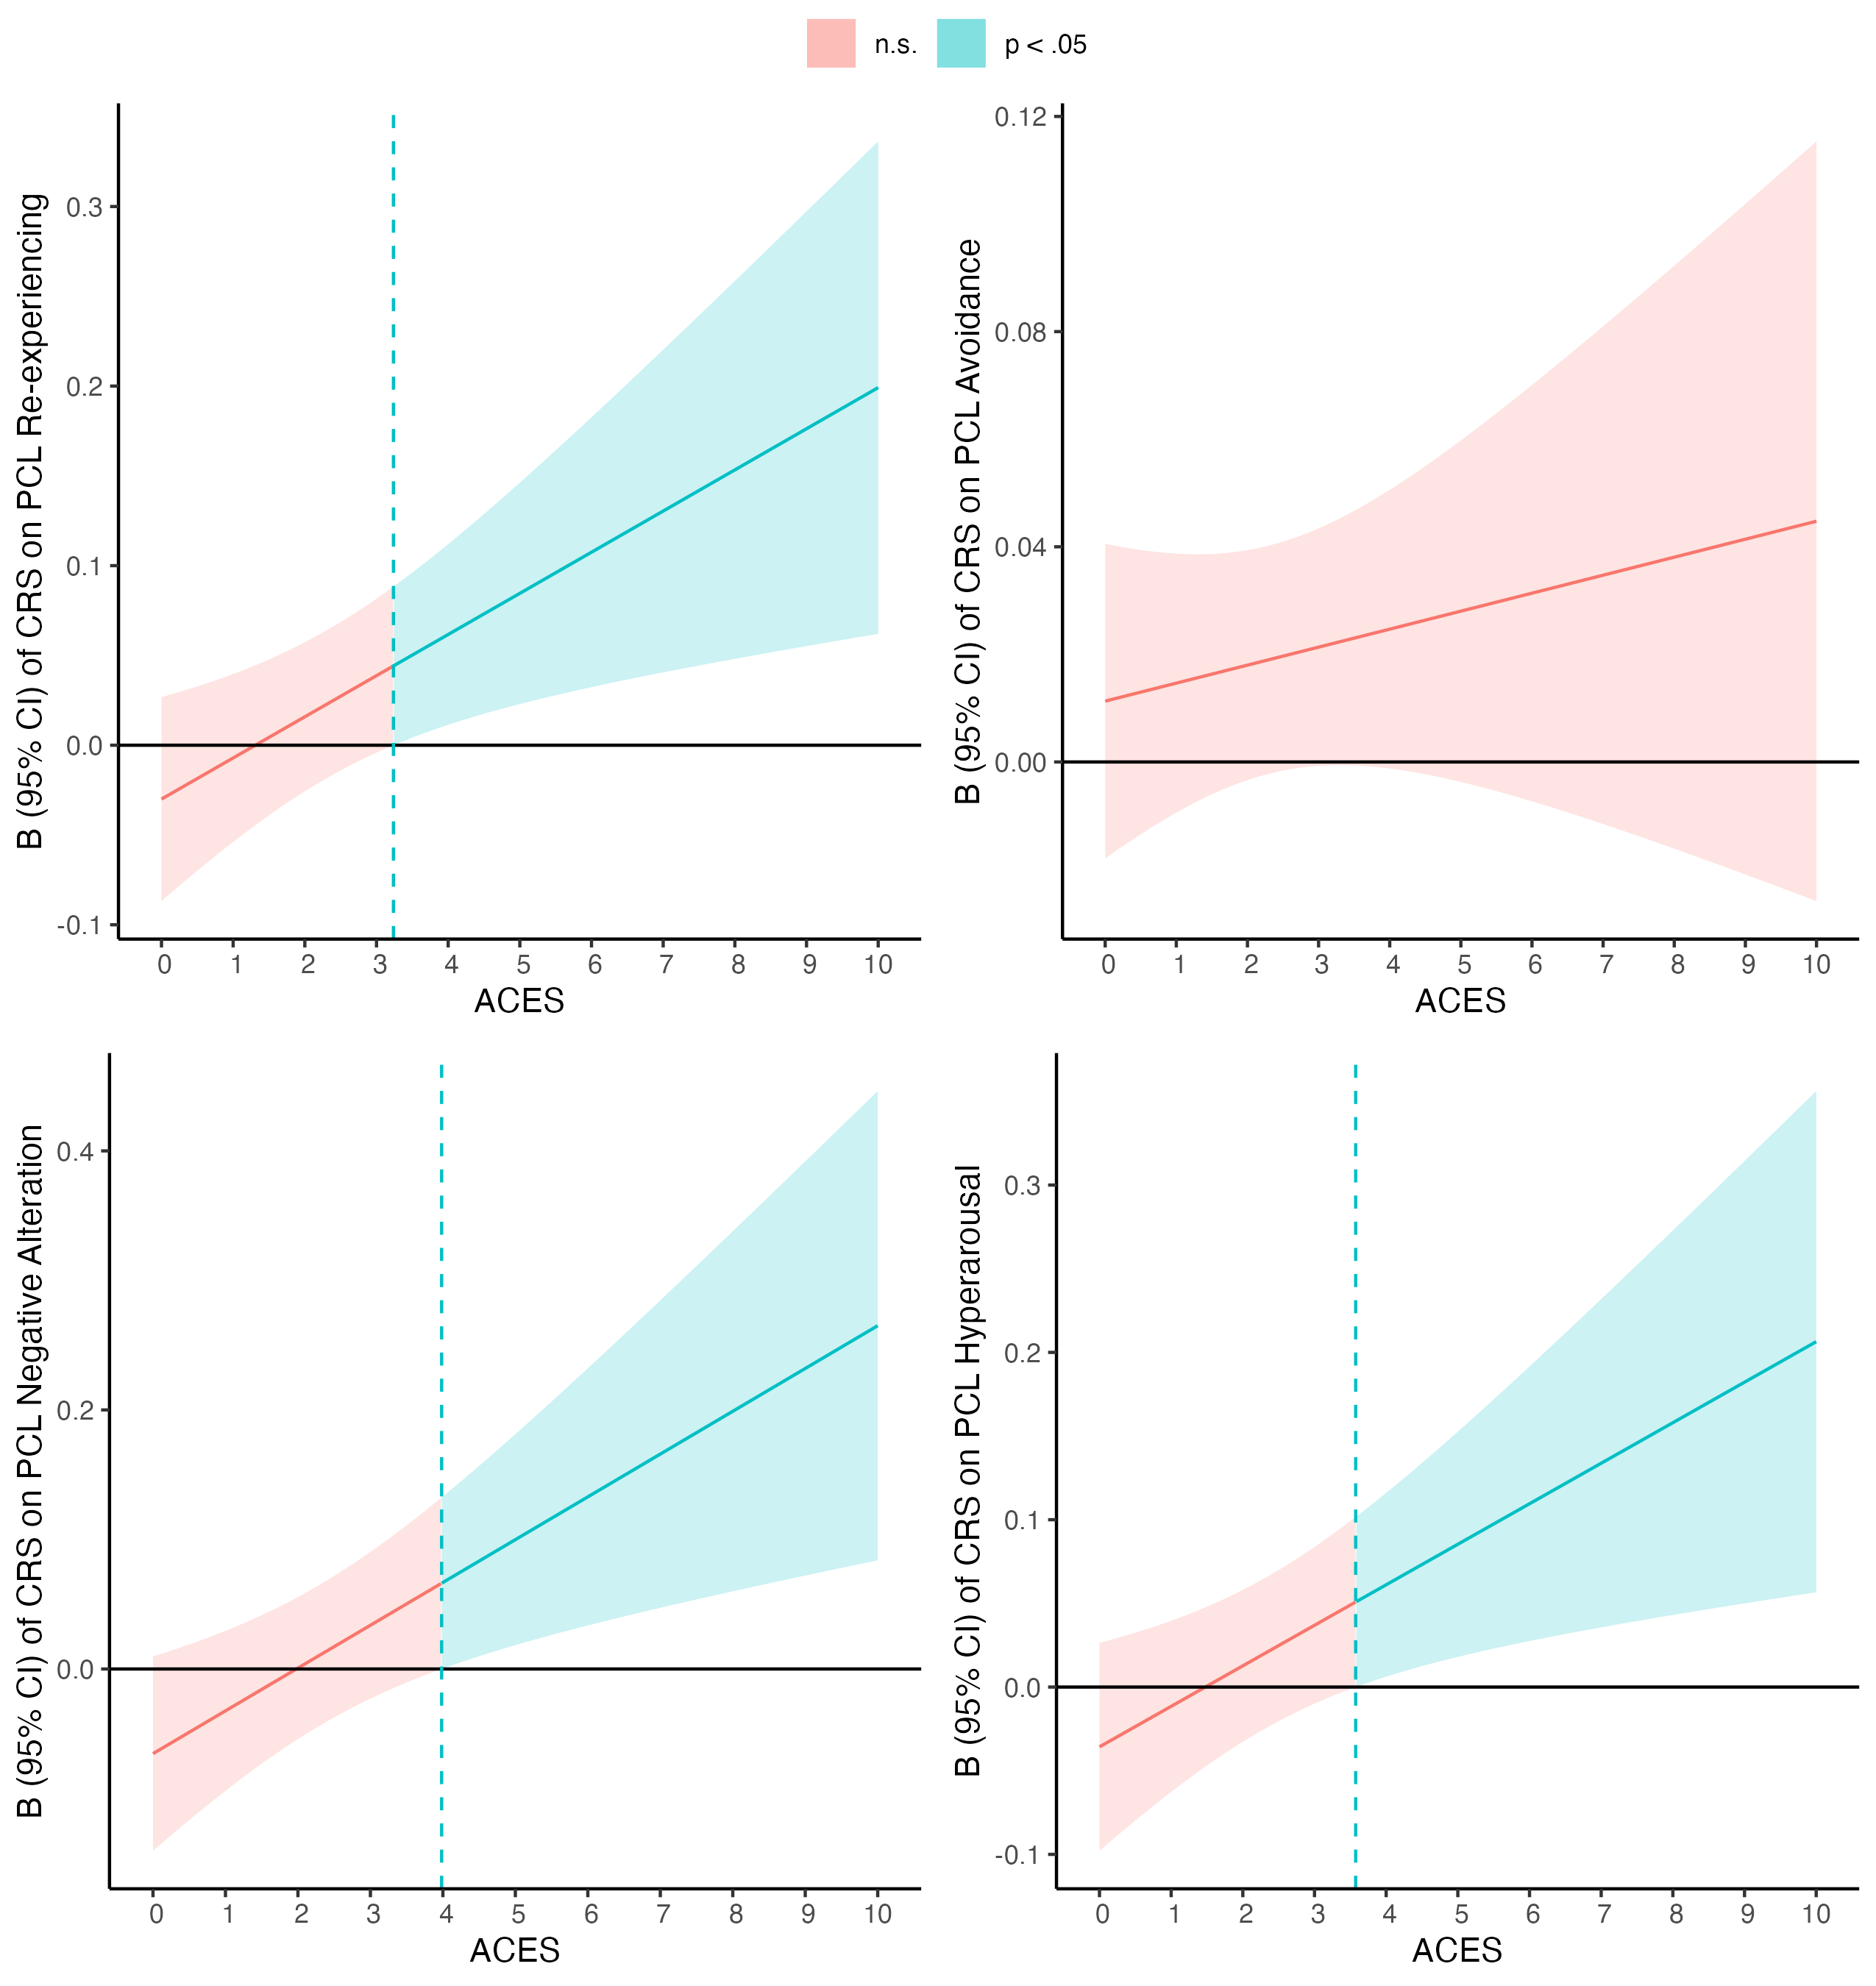 n.s. p < .05
B (95% CI) of CRS on PCL Re-experiencing
0.3
0.2
0.1
0.0
-0.1
0 1 2 3 4 5 6 7 8 9 10
ACES
B (95% CI) of CRS on PCL Avoidance
0.12
0.08
0.04
0.00
0 1 2 3 4 5 6 7 8 9 10
ACES
B (95% CI) of CRS on PCL Negative Alteration
0.4
0.2
0.0
0 1 2 3 4 5 6 7 8 9 10
ACES
B (95% CI) of CRS on PCL Hyperarousal
0.3
0.2
0.1
0.0
-0.1
0 1 2 3 4 5 6 7 8 9 10
ACES